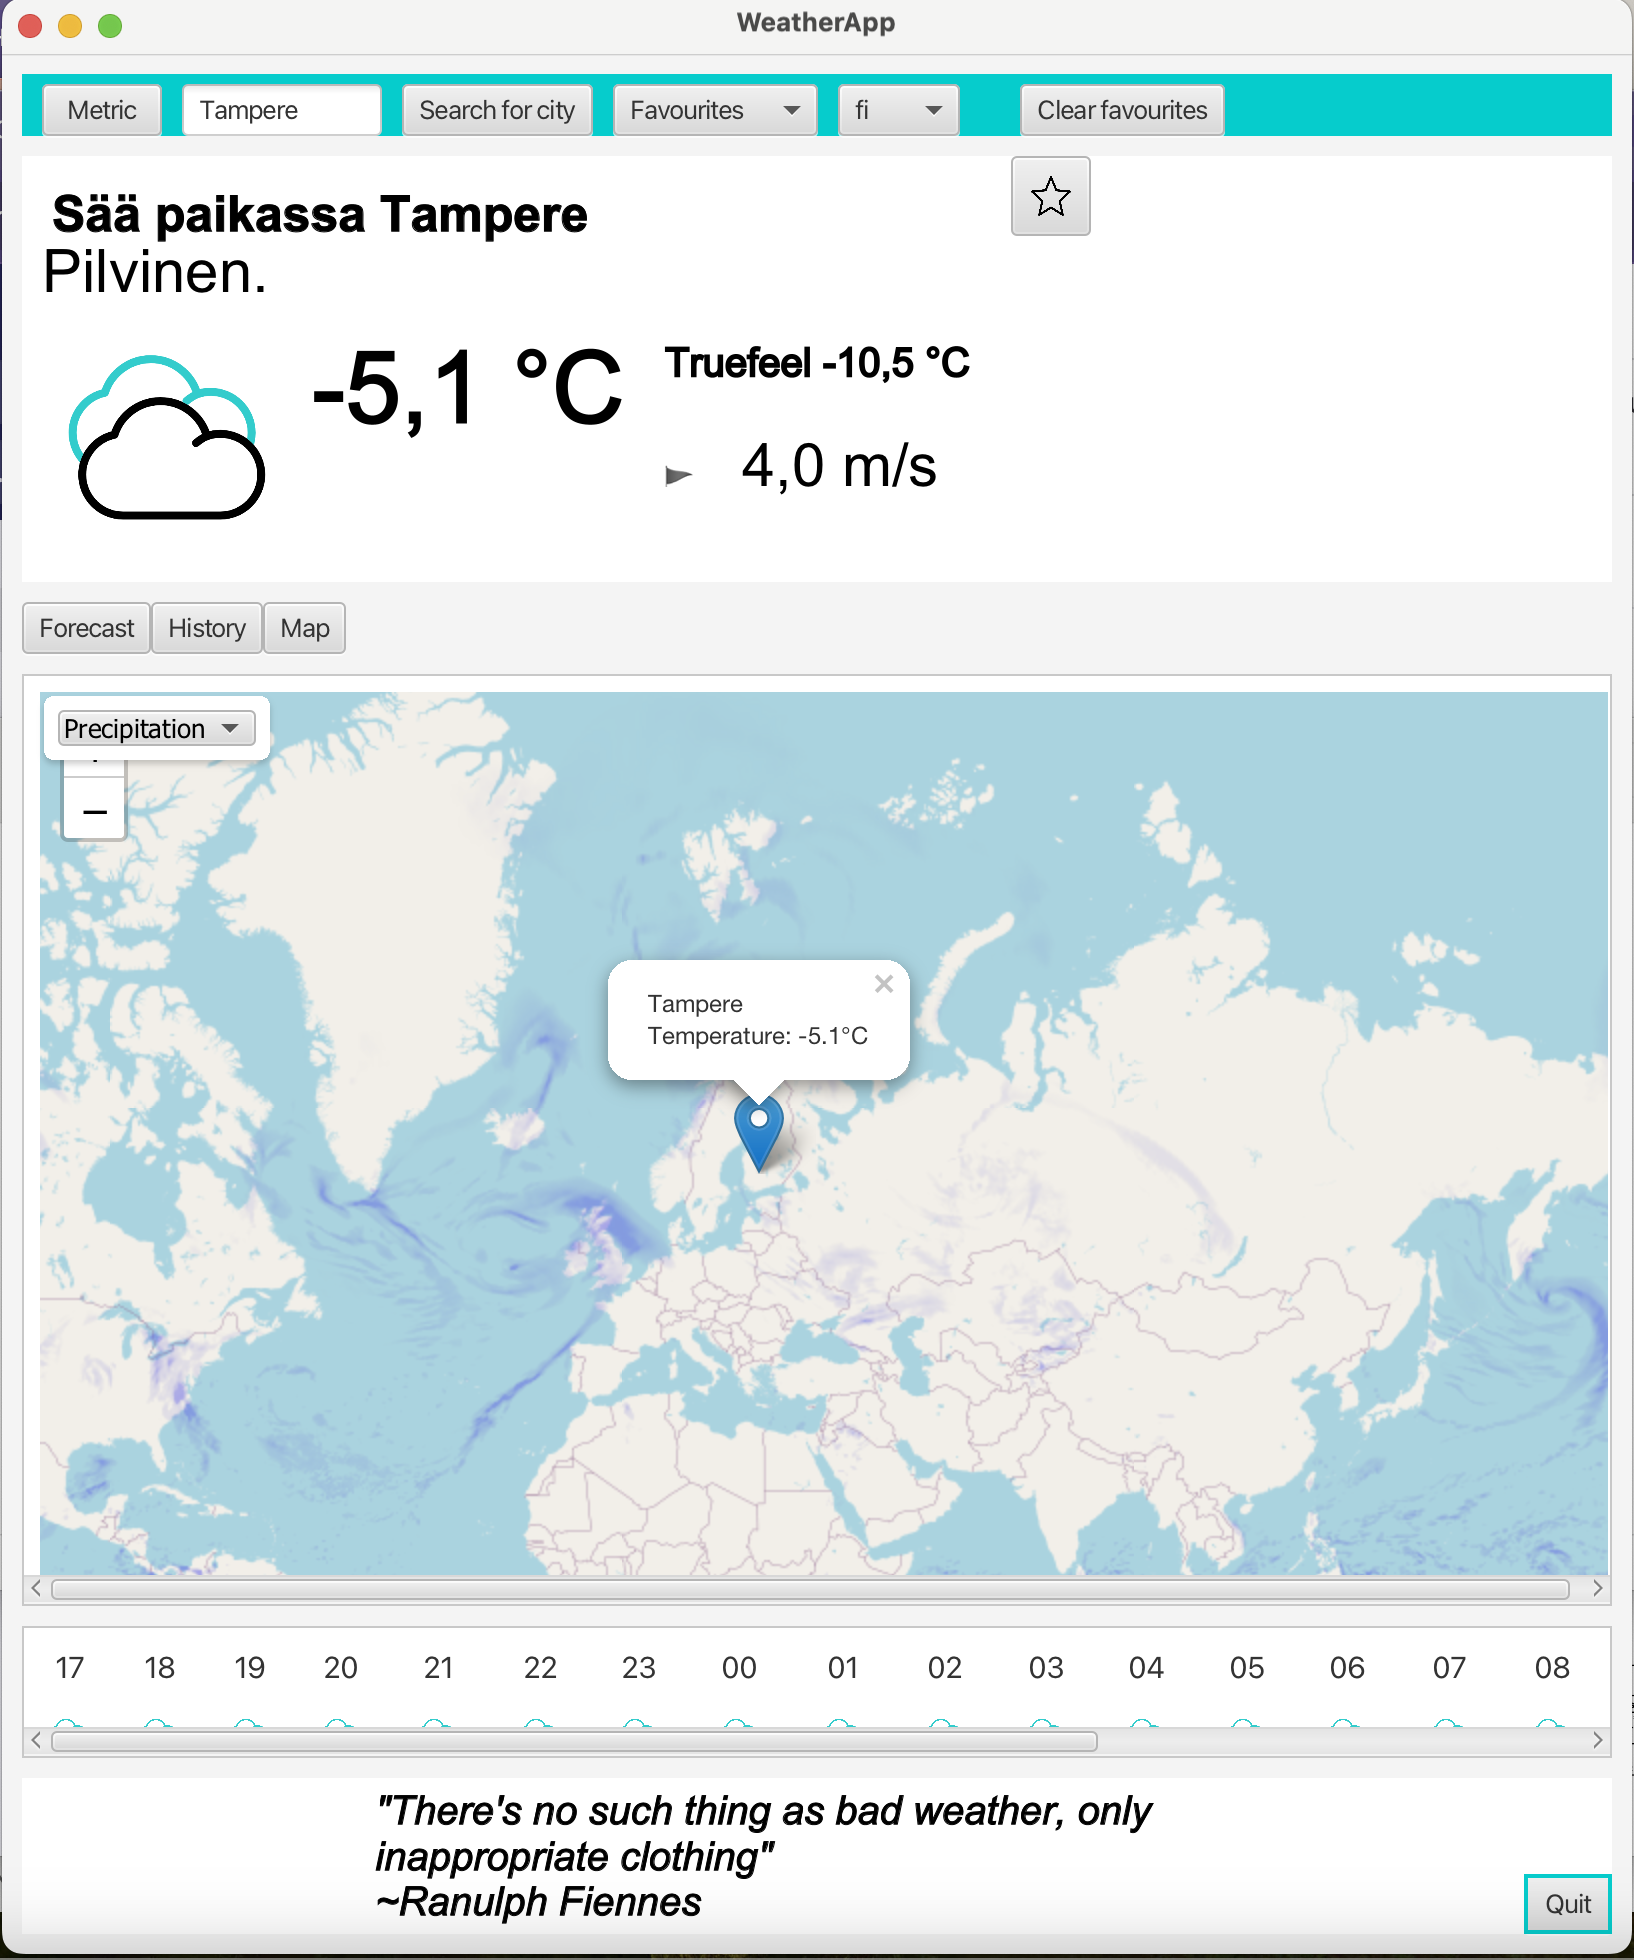 WeatherApp
Metric
Tampere
Search for city
Favourites
fi
Clear favourites
Sää paikassa Tampere
Pilvinen.
-5,1 °C
Truefeel -10,5 °C
4,0 m/s
Forecast
History
Map
Precipitation
−
Tampere
Temperature: -5.1°C
17 18 19 20 21 22 23 00 01 02 03 04 05 06 07 08
"There's no such thing as bad weather, only
inappropriate clothing"
~Ranulph Fiennes
Quit